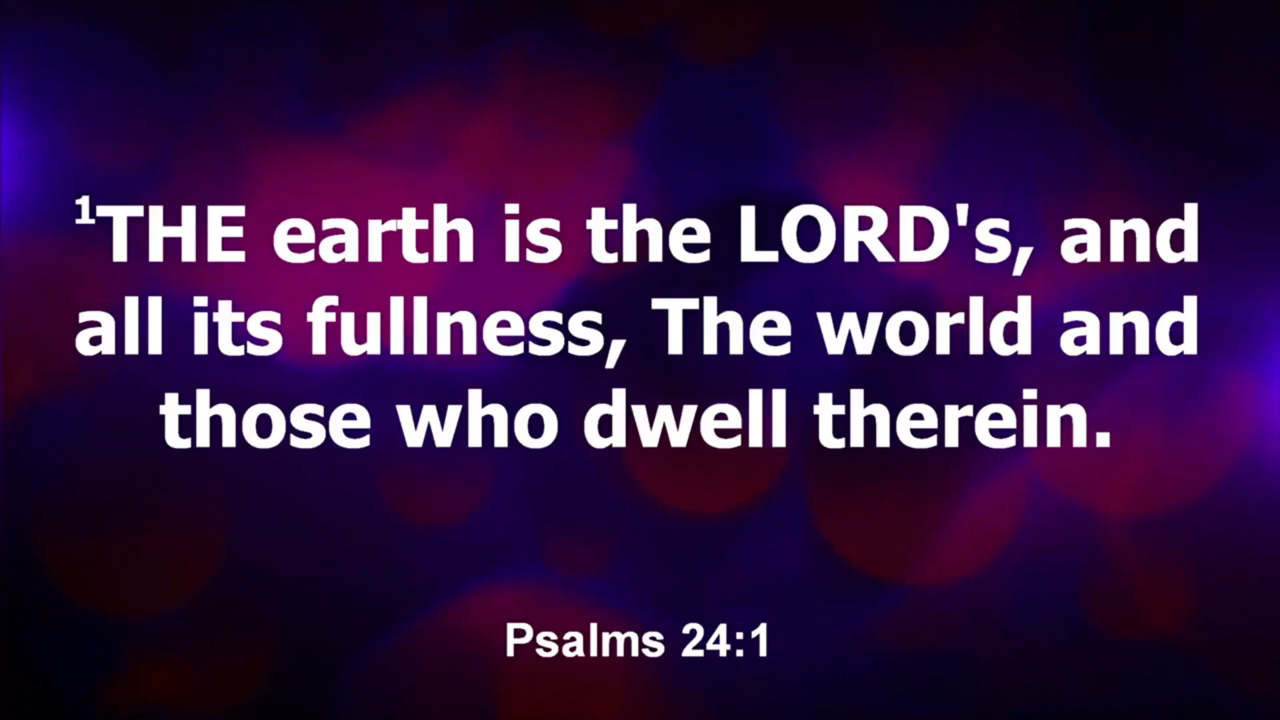 ¹THE earth is the LORD's, and
all its fullness, The world and
those who dwell therein.
Psalms 24:1